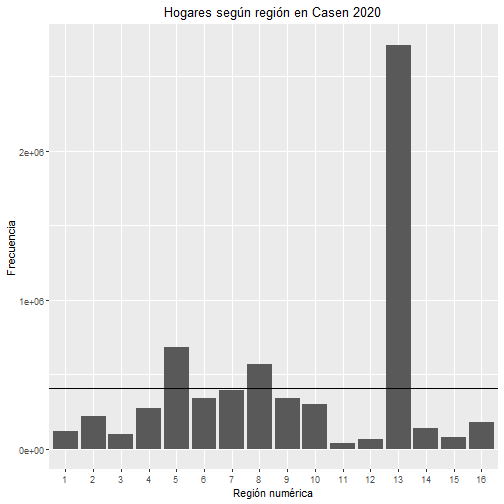 Hogares según región en Casen 2020
Frecuencia
2e+06
1e+06
0e+00
1 2 3 4 5 6 7 8 9 10 11 12 13 14 15 16
Región numérica